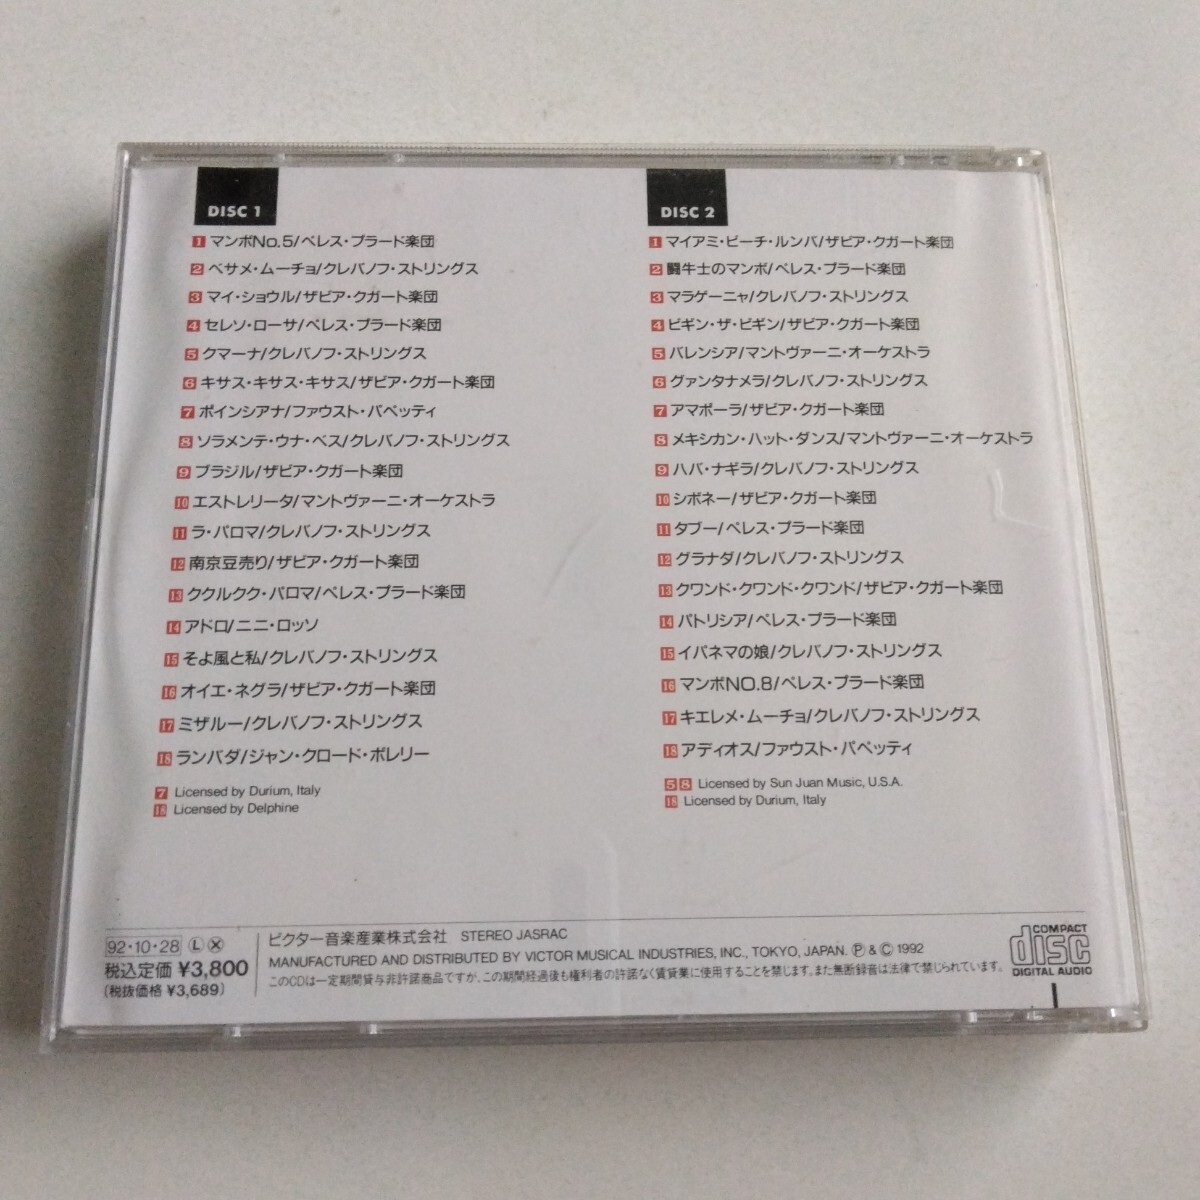 DISC 1
1 マンボNo.5/ペレス・プラード楽団
2 ベサメ・ムーチョ/クレバノフ・ストリングス
3 マイ・ショウル/ザビア・クガート楽団
4 セレソ・ローサ/ペレス・プラード楽団
5 クマーナ/クレバノフ・ストリングス
6 キサス・キサス・キサス/ザビア・クガート楽団
7 ポインシアナ/ファウスト・パペッティ
8 ソラメンテ・ウナ・ベス/クレバノフ・ストリングス
9 ブラジル/ザビア・クガート楽団
10 エストレリータ/マントヴァーニ・オーケストラ
11 ラ・パロマ/クレバノフ・ストリングス
12 南京豆売り/ザビア・クガート楽団
13 ククルクク・パロマ/ペレス・プラード楽団
14 アドロ/ニニ・ロッソ
15 そよ風と私/クレバノフ・ストリングス
16 オイエ・ネグラ/ザビア・クガート楽団
17 ミザルー/クレバノフ・ストリングス
18 ランバダ/ジャン・クロード・ボレリー
7 Licensed by Durium, Italy
18 Licensed by Delphine
DISC 2
1 マイアミ・ビーチ・ルンバ/ザビア・クガート楽団
2 闘牛士のマンボ/ペレス・プラード楽団
3 マラゲーニャ/クレバノフ・ストリングス
4 ビギン・ザ・ビギン/ザビア・クガート楽団
5 バレンシア/マントヴァーニ・オーケストラ
6 グァンタナメラ/クレバノフ・ストリングス
7 アマポーラ/ザビア・クガート楽団
8 メキシカン・ハット・ダンス/マントヴァーニ・オーケストラ
9 ハバ・ナギラ/クレバノフ・ストリングス
10 シボネー/ザビア・クガート楽団
11 タブー/ペレス・プラード楽団
12 グラナダ/クレバノフ・ストリングス
13 クワンド・クワンド・クワンド/ザビア・クガート楽団
14 パトリシア/ペレス・プラード楽団
15 イパネマの娘/クレバノフ・ストリングス
16 マンボNO.8/ペレス・プラード楽団
17 キエレメ・ムーチョ/クレバノフ・ストリングス
18 アディオス/ファウスト・パペッティ
5 8 Licensed by Sun Juan Music, U.S.A.
18 Licensed by Durium, Italy
92・10・28 Ⓛ Ⓧ
税込定価 ¥3,800
(税抜価格 ¥3,689)
ビクター音楽産業株式会社 STEREO JASRAC
MANUFACTURED AND DISTRIBUTED BY VICTOR MUSICAL INDUSTRIES, INC., TOKYO, JAPAN. Ⓟ & Ⓒ 1992
このCDは一定期間貸与非許諾商品ですが、この期間経過後も権利者の許諾なく賃貸業に使用することを禁じます。また無断録音は法律で禁じられています。
COMPACT
disc
DIGITAL AUDIO